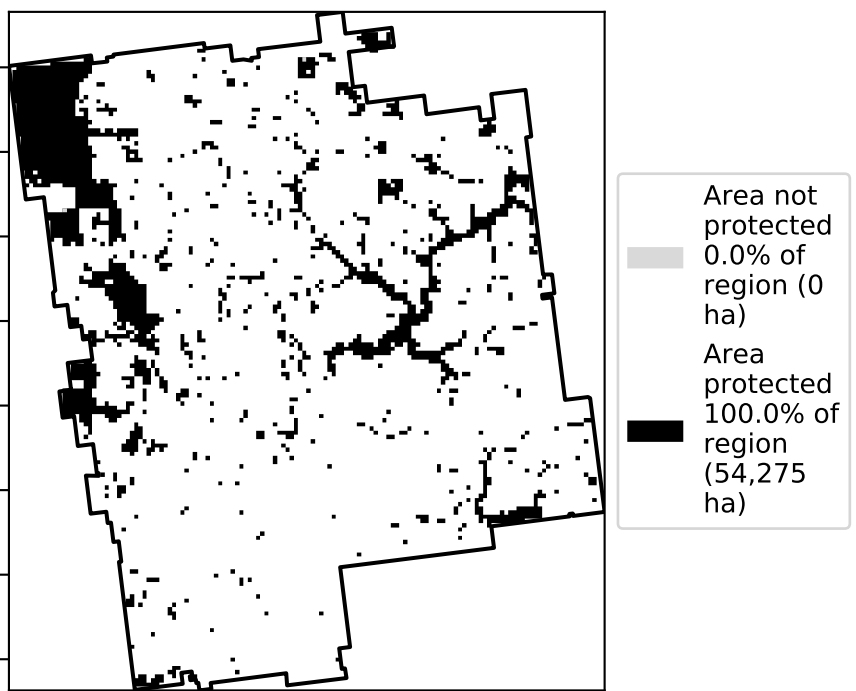 Area not
protected
0.0% of
region (0
ha)
Area
protected
100.0% of
region
(54,275
ha)